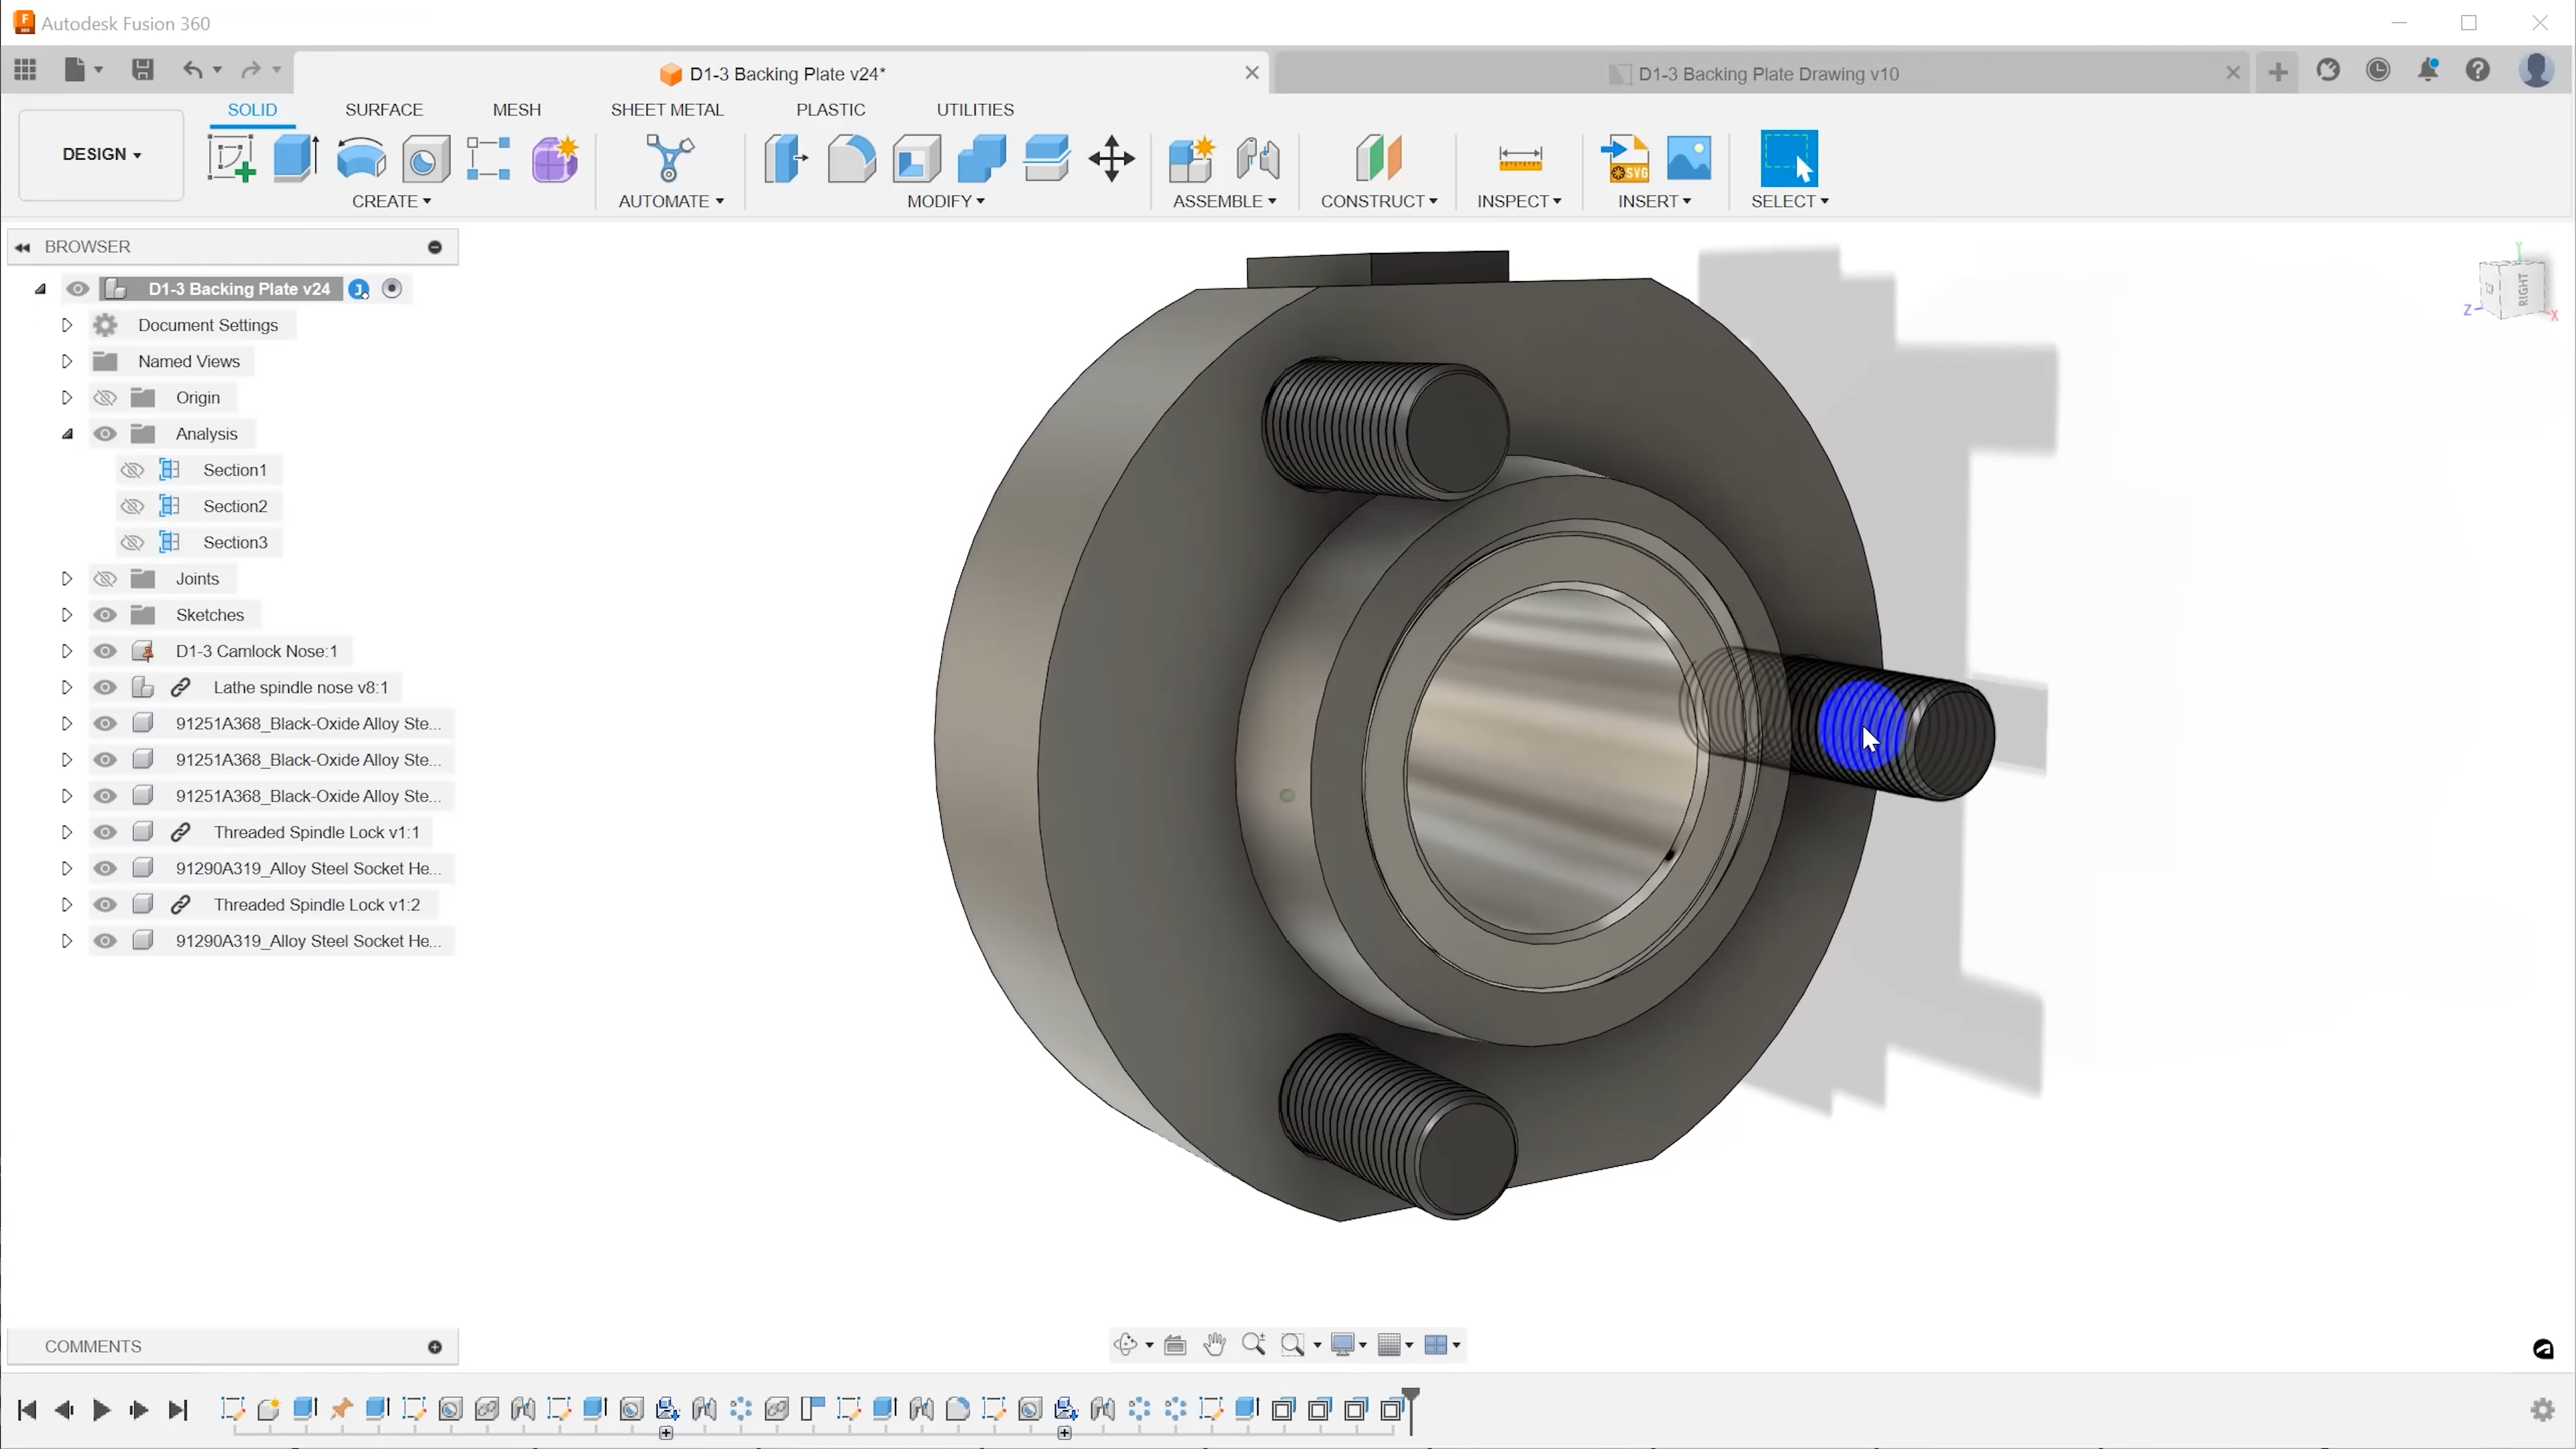 Autodesk Fusion 360
D1-3 Backing Plate v24*
D1-3 Backing Plate Drawing v10
SOLID SURFACE MESH SHEET METAL PLASTIC UTILITIES
DESIGN
CREATE AUTOMATE MODIFY ASSEMBLE CONSTRUCT INSPECT INSERT SELECT
SVG
BROWSER
D1-3 Backing Plate v24
Document Settings
Named Views
Origin
Analysis
Section1
Section2
Section3
Joints
Sketches
D1-3 Camlock Nose:1
Lathe spindle nose v8:1
91251A368_Black-Oxide Alloy Ste...
91251A368_Black-Oxide Alloy Ste...
91251A368_Black-Oxide Alloy Ste...
Threaded Spindle Lock v1:1
91290A319_Alloy Steel Socket He...
Threaded Spindle Lock v1:2
91290A319_Alloy Steel Socket He...
Y
RIGHT
Z
X
COMMENTS